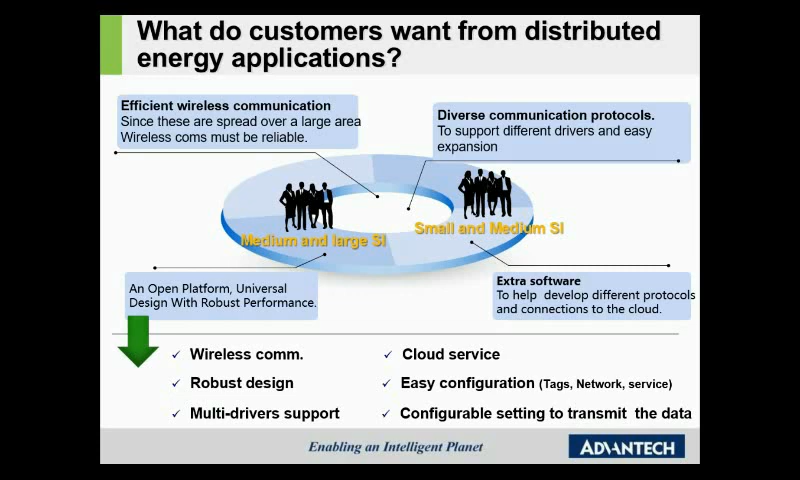 What do customers want from distributed
energy applications?
Efficient wireless communication
Since these are spread over a large area
Wireless coms must be reliable.
Diverse communication protocols.
To support different drivers and easy
expansion
Medium and large SI
Small and Medium SI
An Open Platform, Universal
Design With Robust Performance.
Extra software
To help develop different protocols
and connections to the cloud.
✓ Wireless comm.
✓ Cloud service
✓ Robust design
✓ Easy configuration (Tags, Network, service)
✓ Multi-drivers support
✓ Configurable setting to transmit the data
Enabling an Intelligent Planet
ADVANTECH